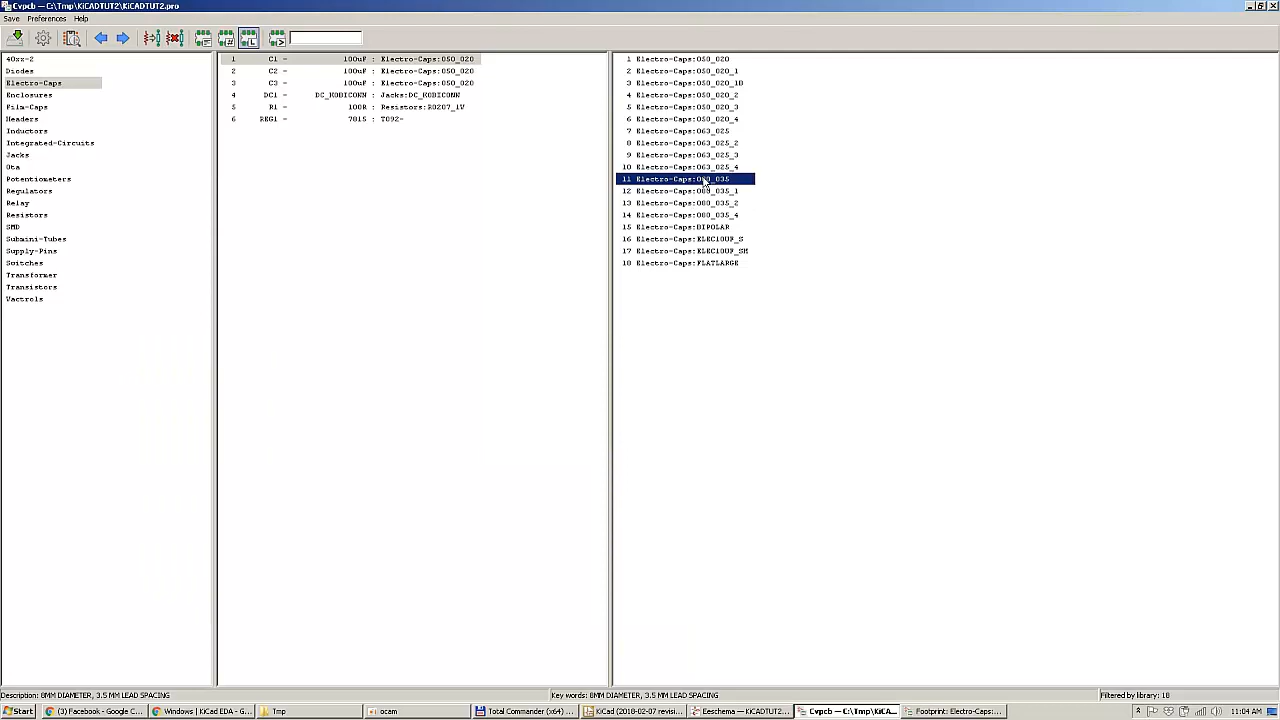 Cvpcb — C:\Tmp\KiCADTUT2\KiCADTUT2.pro
Save Preferences Help
40xx-2
Diodes
Electro-Caps
Enclosures
Film-Caps
Headers
Inductors
Integrated-Circuits
Jacks
Ota
Potentiometers
Regulators
Relay
Resistors
SMD
Submini-Tubes
Supply-Pins
Switches
Transformer
Transistors
Vactrols
1 C1 - 100uF : Electro-Caps:050_020
2 C2 - 100uF : Electro-Caps:050_020
3 C3 - 100uF : Electro-Caps:050_020
4 DC1 - DC_KOBICONN : Jacks:DC_KOBICONN
5 R1 - 100R : Resistors:R0207_1V
6 REG1 - 7815 : TO92-
1 Electro-Caps:050_020
2 Electro-Caps:050_020_1
3 Electro-Caps:050_020_1D
4 Electro-Caps:050_020_2
5 Electro-Caps:050_020_3
6 Electro-Caps:050_020_4
7 Electro-Caps:063_025
8 Electro-Caps:063_025_2
9 Electro-Caps:063_025_3
10 Electro-Caps:063_025_4
11 Electro-Caps:080_035
12 Electro-Caps:080_035_1
13 Electro-Caps:080_035_2
14 Electro-Caps:080_035_4
15 Electro-Caps:BIPOLAR
16 Electro-Caps:ELEC10UF_S
17 Electro-Caps:ELEC10UF_SM
18 Electro-Caps:FLATLARGE
Description: 8MM DIAMETER, 3.5 MM LEAD SPACING
Key words: 8MM DIAMETER, 3.5 MM LEAD SPACING
Filtered by library: 18
Start (3) Facebook - Google C... Windows | KiCad EDA - G... Tmp ocam Total Commander (x64) ... KiCad (2018-02-07 revisi... Eeschema — KiCADTUT2... Cvpcb — C:\Tmp\KiCA... Footprint: Electro-Caps:... 11:04 AM